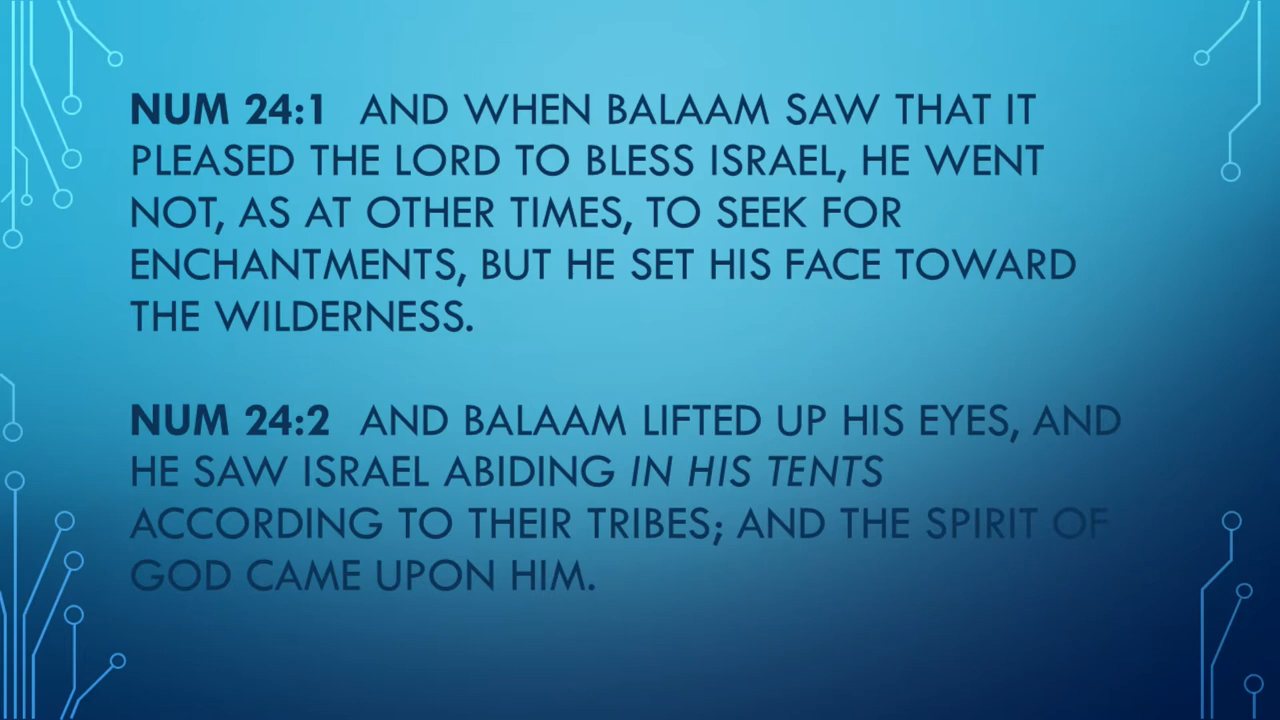 NUM 24:1 AND WHEN BALAAM SAW THAT IT
PLEASED THE LORD TO BLESS ISRAEL, HE WENT
NOT, AS AT OTHER TIMES, TO SEEK FOR
ENCHANTMENTS, BUT HE SET HIS FACE TOWARD
THE WILDERNESS.
NUM 24:2 AND BALAAM LIFTED UP HIS EYES, AND
HE SAW ISRAEL ABIDING IN HIS TENTS
ACCORDING TO THEIR TRIBES; AND THE SPIRIT OF
GOD CAME UPON HIM.